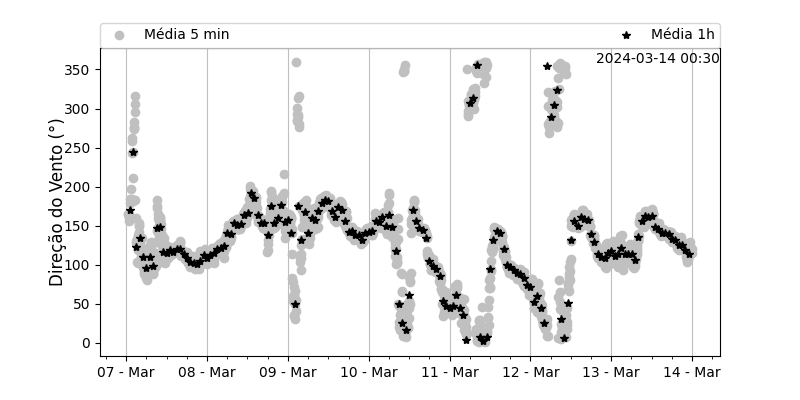 Média 5 min
Média 1h
2024-03-14 00:30
Direção do Vento (°)
350
300
250
200
150
100
50
0
07 - Mar
08 - Mar
09 - Mar
10 - Mar
11 - Mar
12 - Mar
13 - Mar
14 - Mar